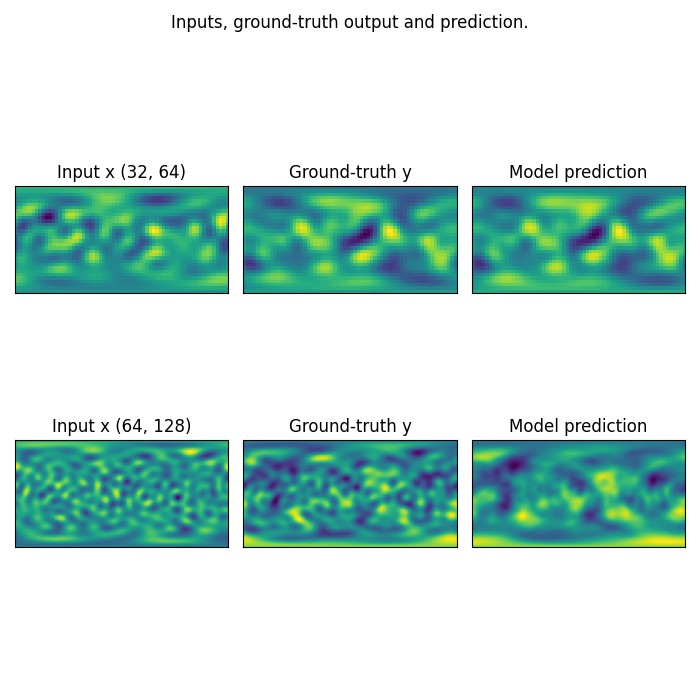 Inputs, ground-truth output and prediction.
Input x (32, 64)
Ground-truth y
Model prediction
Input x (64, 128)
Ground-truth y
Model prediction